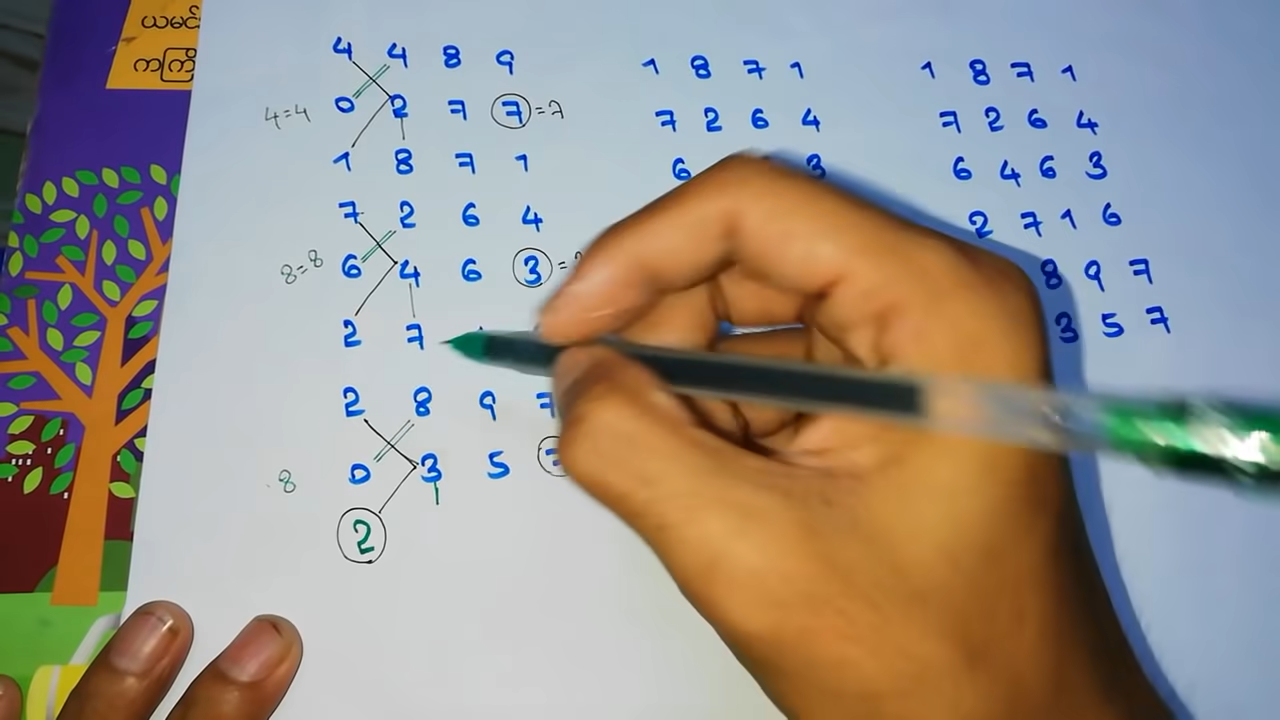 ယမင်း
ကကြီ
4 4 8 9
4=4 0 2 7 7 =7
1 8 7 1
7 2 6 4
8=8 6 4 6 3 =
2 7
2 8 9 7
8 0 3 5
2
1 8 7 1
7 2 6 4
6 3
1 8 7 1
7 2 6 4
6 4 6 3
2 7 1 6
8 9 7
3 5 7